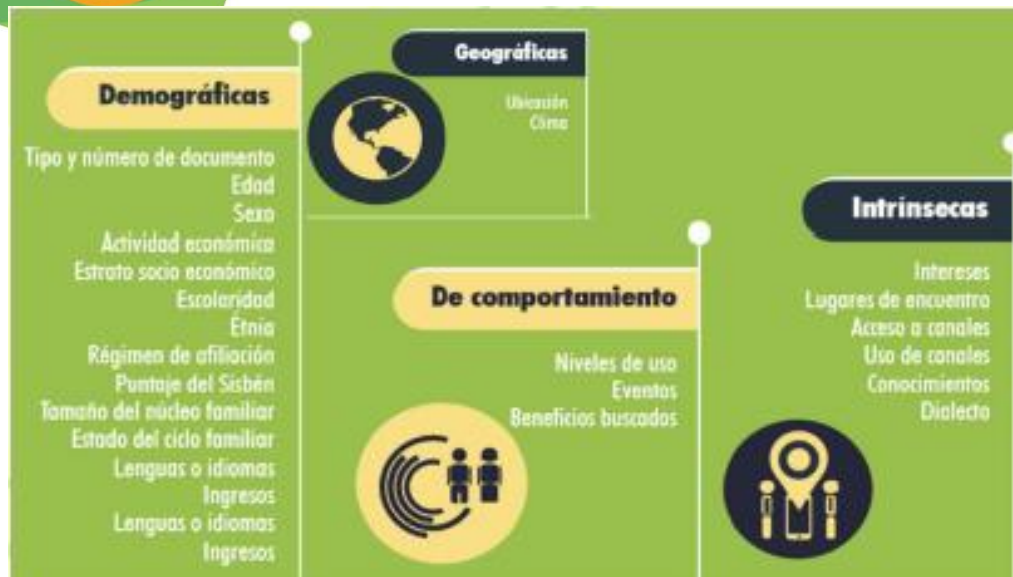 Demográficas
Tipo y número de documento
Edad
Sexo
Actividad económica
Estrato socio económico
Escolaridad
Etnia
Régimen de afiliación
Puntaje del Sisbén
Tamaño del núcleo familiar
Estado del ciclo familiar
Lenguas o idiomas
Ingresos
Lenguas o idiomas
Ingresos
Geográficas
Ubicación
Clima
De comportamiento
Niveles de uso
Eventos
Beneficios buscados
Intrínsecas
Intereses
Lugares de encuentro
Acceso a canales
Uso de canales
Conocimientos
Dialecto